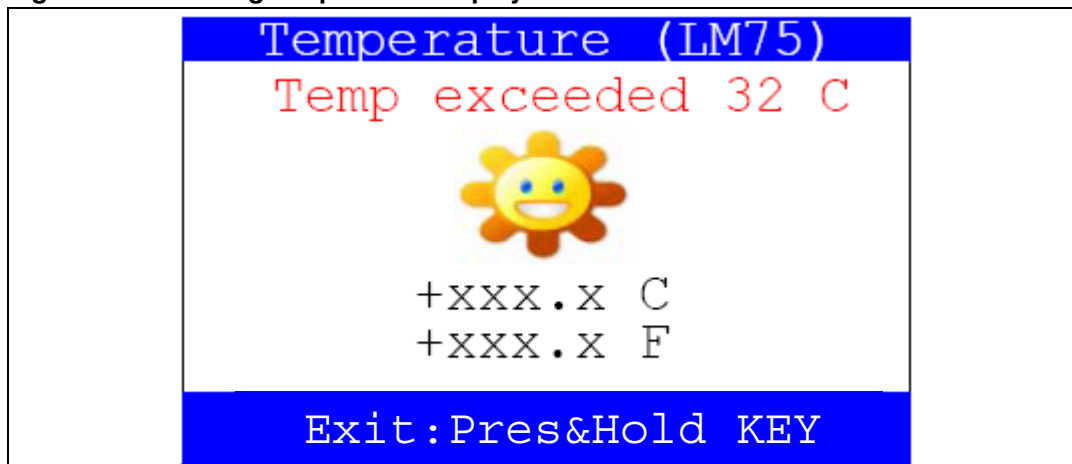 Temperature (LM75)
Temp exceeded 32 C
+xxx.x C
+xxx.x F
Exit:Pres&Hold KEY